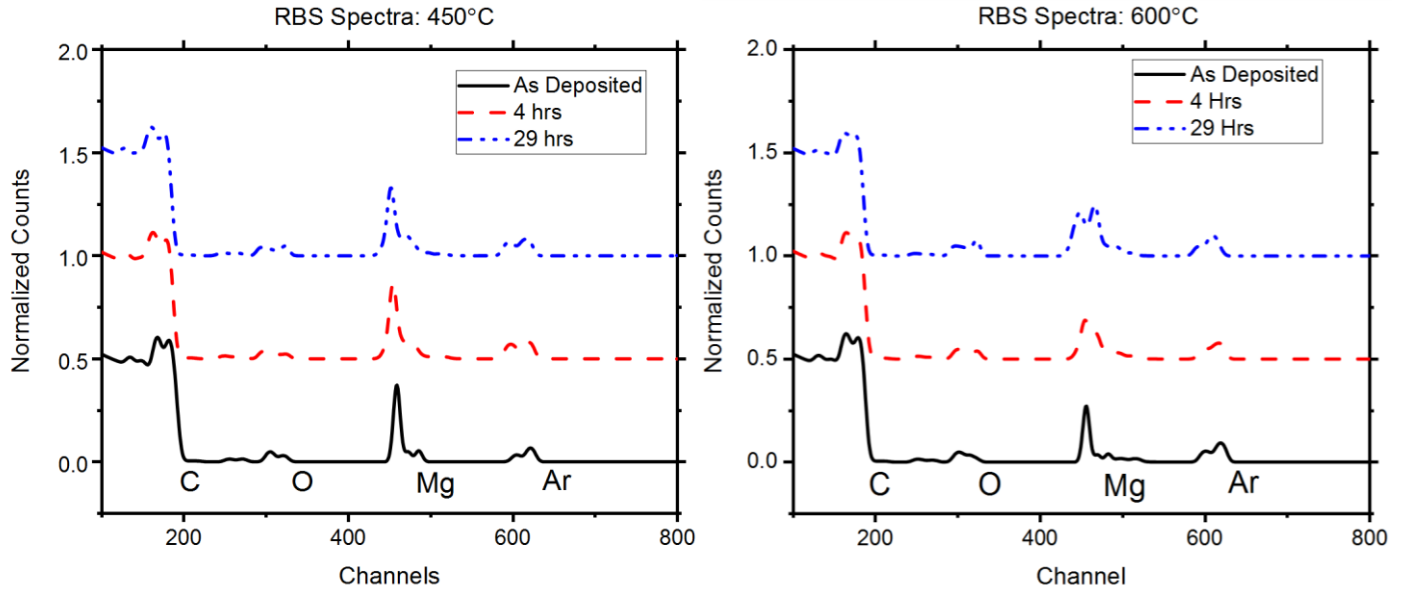 RBS Spectra: 450°C
2.0
1.5
1.0
0.5
0.0
Normalized Counts
As Deposited
4 hrs
29 hrs
C O Mg Ar
200 400 600 800
Channels
RBS Spectra: 600°C
2.0
1.5
1.0
0.5
0.0
Normalized Counts
As Deposited
4 Hrs
29 Hrs
C O Mg Ar
200 400 600 800
Channel